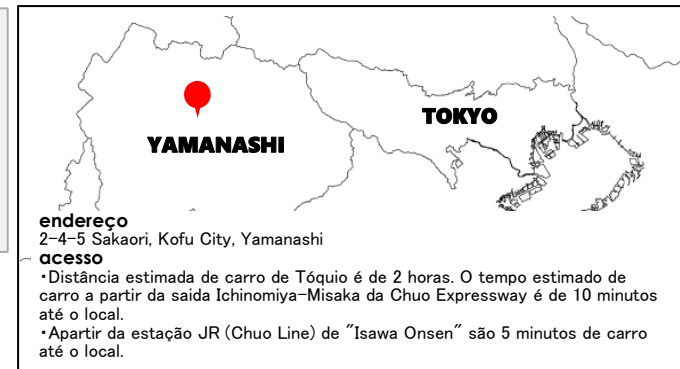 TOKYO
YAMANASHI
endereço
2-4-5 Sakaori, Kofu City, Yamanashi
acesso
・Distância estimada de carro de Tóquio é de 2 horas. O tempo estimado de
carro a partir da saida Ichinomiya-Misaka da Chuo Expressway é de 10 minutos
até o local.
・Apartir da estação JR (Chuo Line) de "Isawa Onsen" são 5 minutos de carro
até o local.